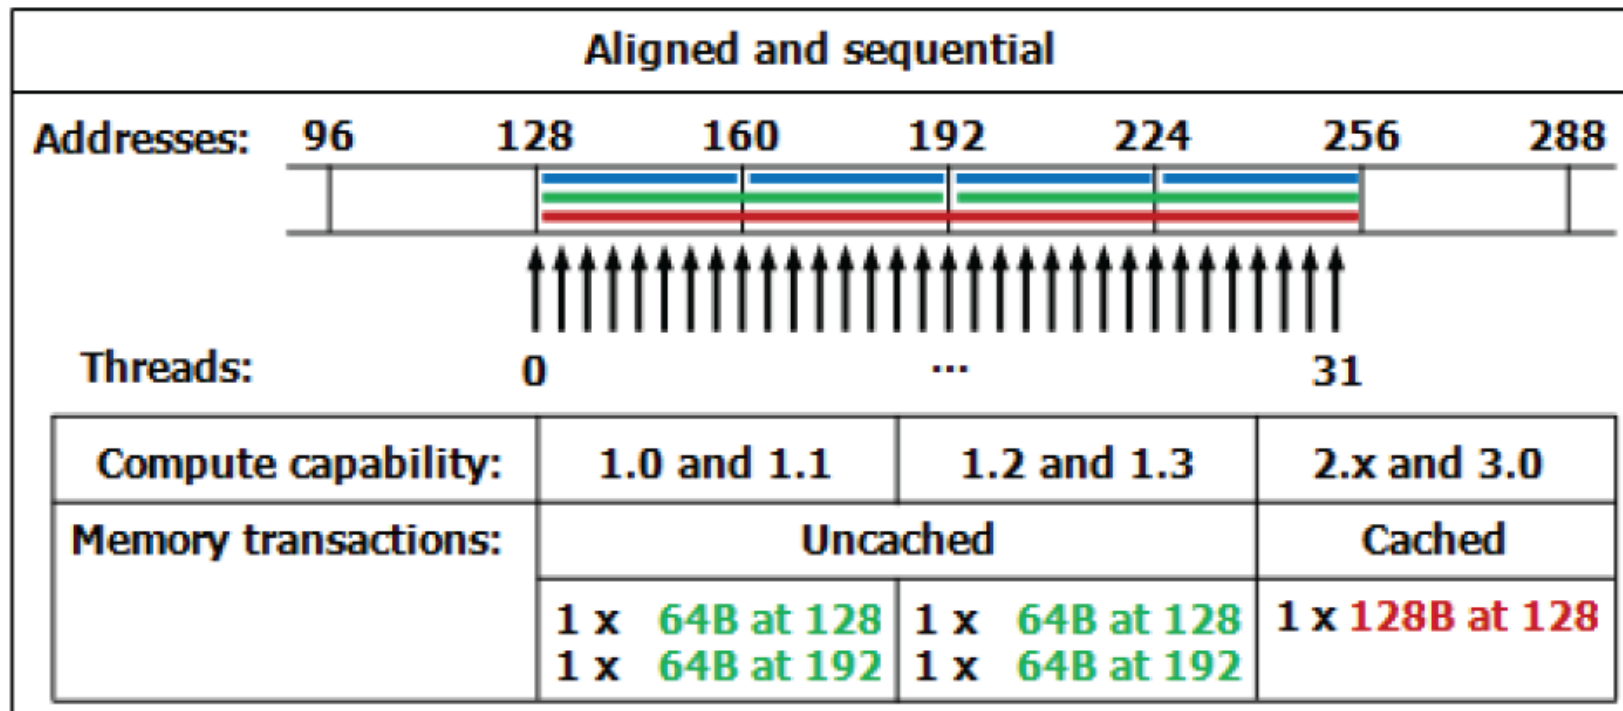 Aligned and sequential
Addresses: 96 128 160 192 224 256 288
Threads: 0 ... 31
Compute capability: 1.0 and 1.1 1.2 and 1.3 2.x and 3.0
Memory transactions: Uncached Cached
1 x 64B at 128 1 x 64B at 128 1 x 128B at 128
1 x 64B at 192 1 x 64B at 192